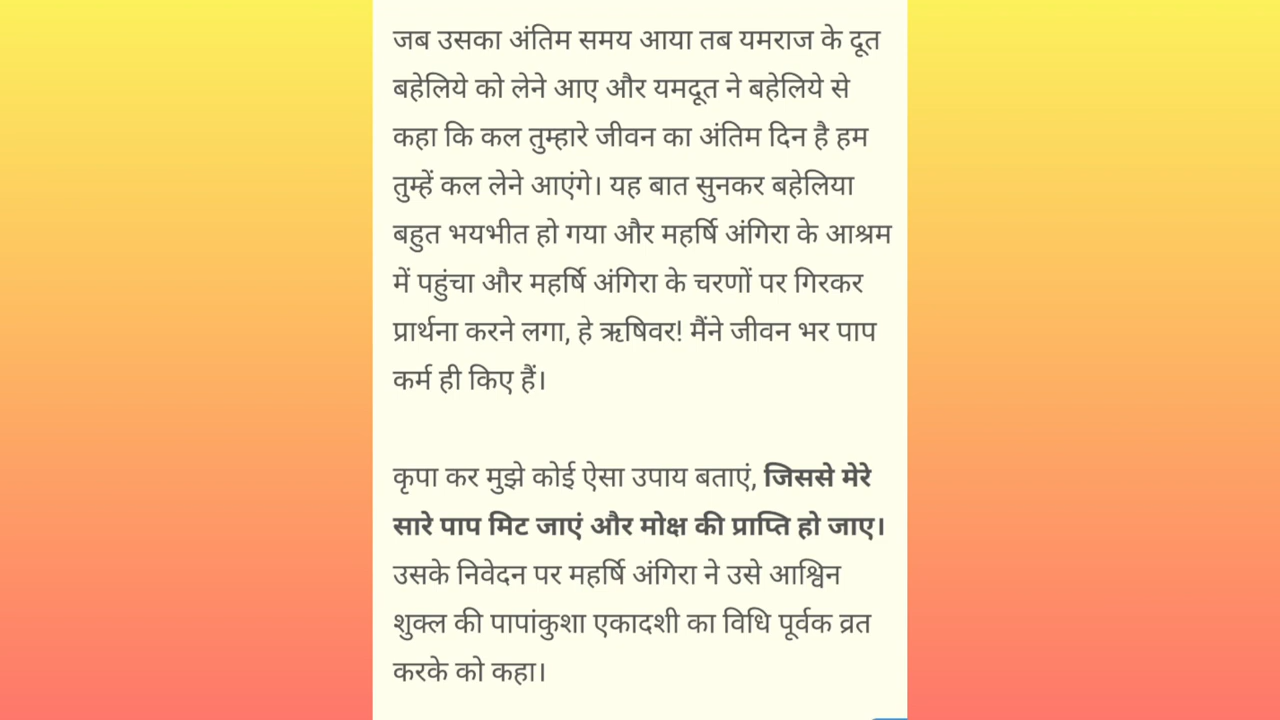 जब उसका अंतिम समय आया तब यमराज के दूत
बहेलिये को लेने आए और यमदूत ने बहेलिये से
कहा कि कल तुम्हारे जीवन का अंतिम दिन है हम
तुम्हें कल लेने आएंगे। यह बात सुनकर बहेलिया
बहुत भयभीत हो गया और महर्षि अंगिरा के आश्रम
में पहुंचा और महर्षि अंगिरा के चरणों पर गिरकर
प्रार्थना करने लगा, हे ऋषिवर! मैंने जीवन भर पाप
कर्म ही किए हैं।
कृपा कर मुझे कोई ऐसा उपाय बताएं, जिससे मेरे
सारे पाप मिट जाएं और मोक्ष की प्राप्ति हो जाए।
उसके निवेदन पर महर्षि अंगिरा ने उसे आश्विन
शुक्ल की पापांकुशा एकादशी का विधि पूर्वक व्रत
करके को कहा।